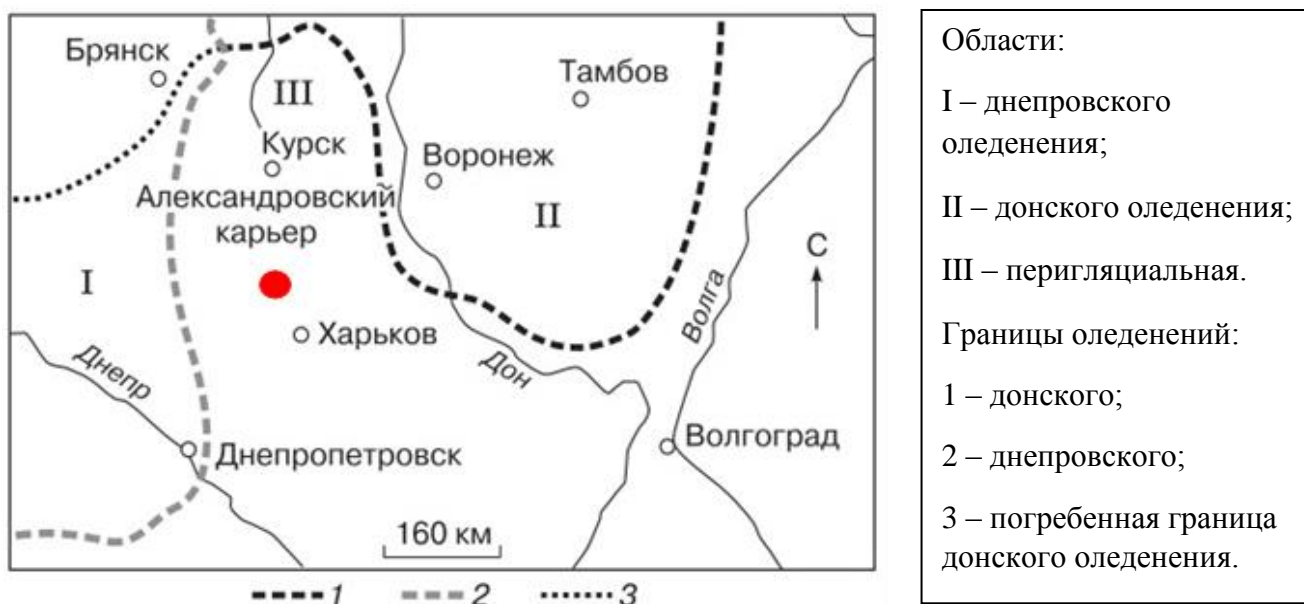 Брянск
III
Тамбов
Курск
Воронеж
Александровский
карьер
II
С
I
Волга
Харьков
Днепр
Дон
Днепропетровск
Волгоград
160 км
1 2 3
Области:
I – днепровского
оледенения;
II – донского оледенения;
III – перигляциальная.
Границы оледенений:
1 – донского;
2 – днепровского;
3 – погребенная граница
донского оледенения.